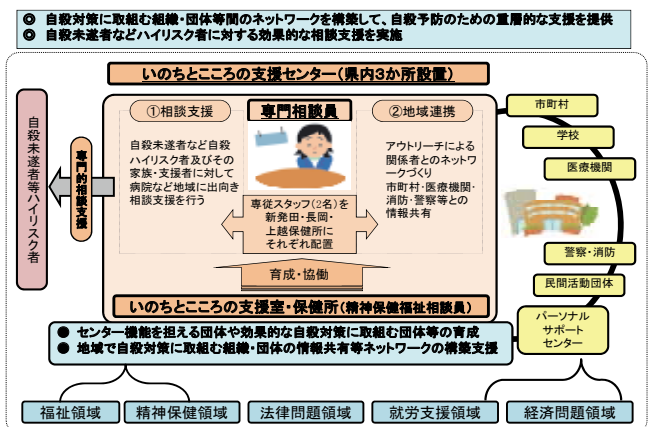 ◎ 自殺対策に取組む組織・団体等間のネットワークを構築して、自殺予防のための重層的な支援を提供
◎ 自殺未遂者などハイリスク者に対する効果的な相談支援を実施
いのちとこころの支援センター（県内３か所設置）
自殺未遂者等ハイリスク者
専門的相談支援
①相談支援
自殺未遂者など自殺
ハイリスク者及びその
家族・支援者に対して
病院など地域に出向き
相談支援を行う
専門相談員
専従スタッフ（2名）を
新発田・長岡・
上越保健所に
それぞれ配置
②地域連携
アウトリーチによる
関係者とのネットワ
ークづくり
市町村・医療機関・
消防・警察等との
情報共有
育成・協働
いのちとこころの支援室・保健所（精神保健福祉相談員）
市町村
学校
医療機関
警察・消防
民間活動団体
パーソナル
サポート
センター
● センター機能を担える団体や効果的な自殺対策に取組む団体等の育成
● 地域で自殺対策に取組む組織・団体の情報共有等ネットワークの構築支援
福祉領域
精神保健領域
法律問題領域
就労支援領域
経済問題領域